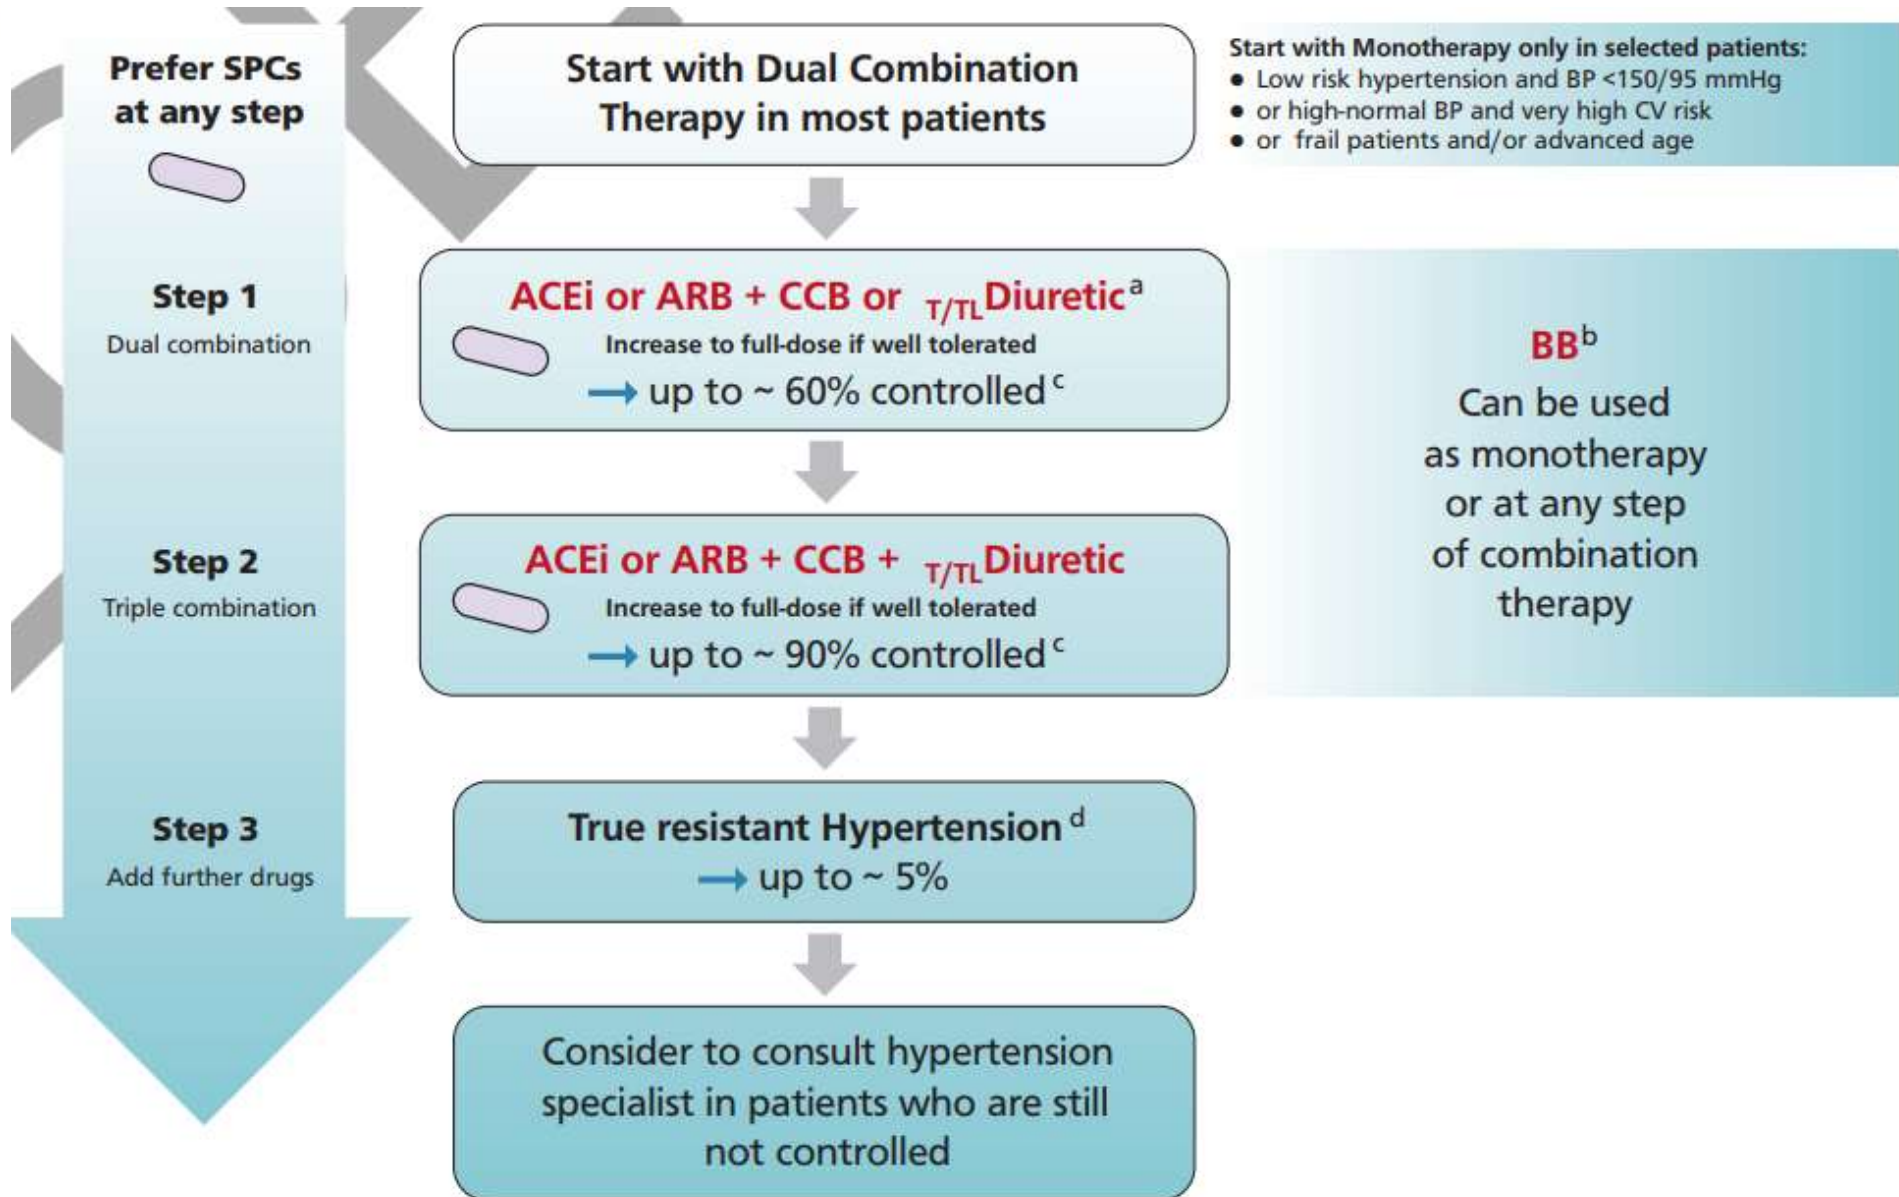 Prefer SPCs
at any step
Start with Dual Combination
Therapy in most patients
Start with Monotherapy only in selected patients:
• Low risk hypertension and BP <150/95 mmHg
• or high-normal BP and very high CV risk
• or frail patients and/or advanced age
Step 1
Dual combination
ACEi or ARB + CCB or T/TLDiuretic a
Increase to full-dose if well tolerated
→ up to ~ 60% controlled c
BB b
Can be used
as monotherapy
or at any step
of combination
therapy
Step 2
Triple combination
ACEi or ARB + CCB + T/TLDiuretic
Increase to full-dose if well tolerated
→ up to ~ 90% controlled c
Step 3
Add further drugs
True resistant Hypertension d
→ up to ~ 5%
Consider to consult hypertension
specialist in patients who are still
not controlled